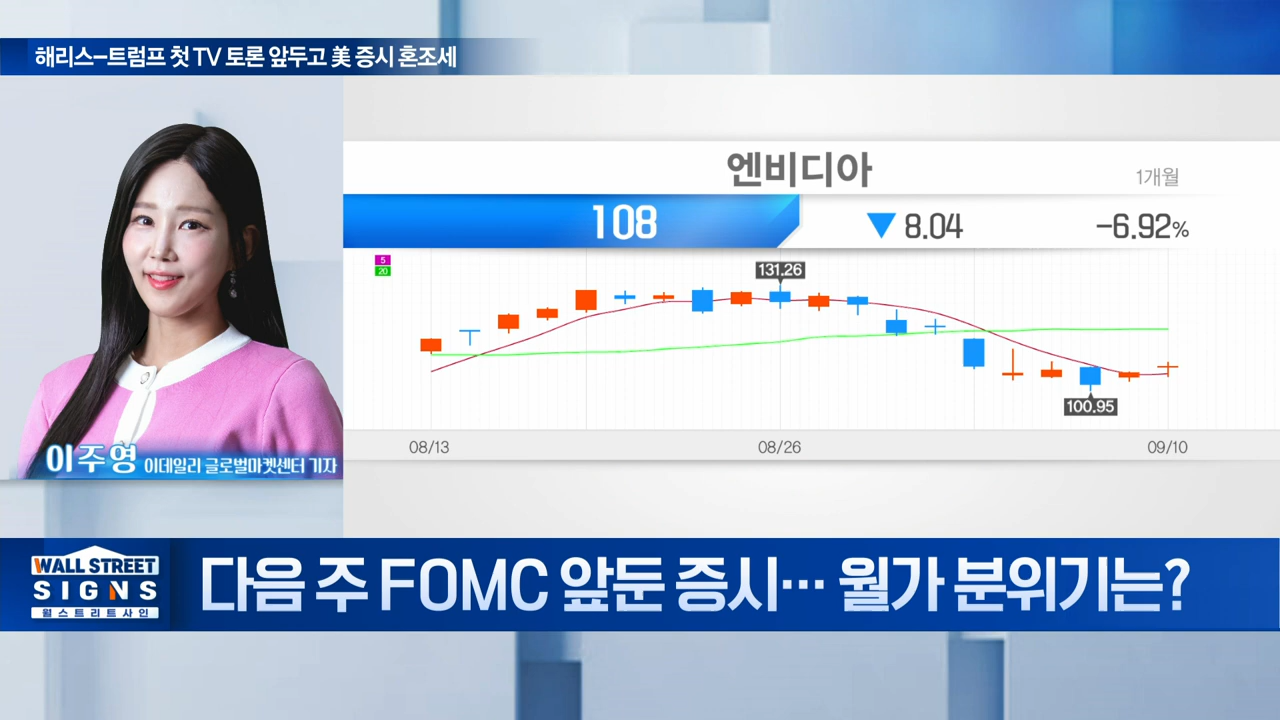 해리스-트럼프 첫 TV 토론 앞두고 美 증시 혼조세
엔비디아
1개월
108
▼ 8.04
-6.92%
5
20
131.26
100.95
08/13
08/26
09/10
이주영 이데일리 글로벌마켓센터 기자
WALL STREET
SIGNS
월스트리트사인
다음 주 FOMC 앞둔 증시… 월가 분위기는?